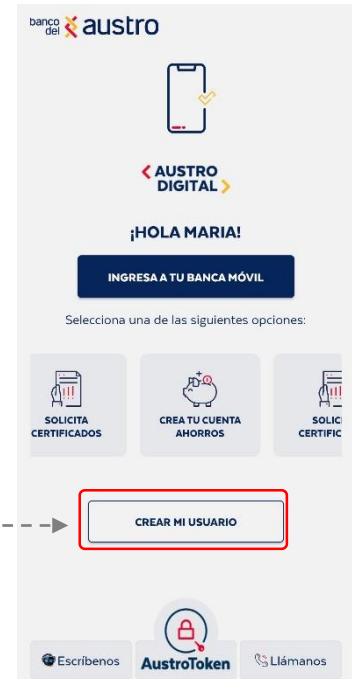 banco del austro
AUSTRO
DIGITAL
¡HOLA MARIA!
INGRESA A TU BANCA MÓVIL
Selecciona una de las siguientes opciones:
SOLICITA
CERTIFICADOS
CREA TU CUENTA
AHORROS
SOLIC
CERTIFIC
CREAR MI USUARIO
Escríbenos
AustroToken
Llámanos